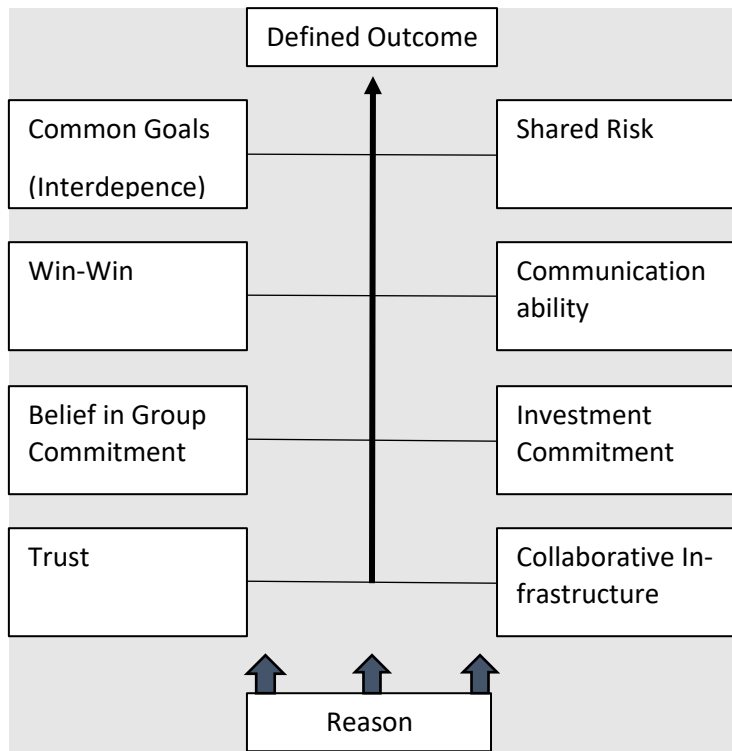 Defined Outcome
Common Goals
(Interdepence)
Shared Risk
Win-Win
Communication
ability
Belief in Group
Commitment
Investment
Commitment
Trust
Collaborative In-
frastructure
Reason